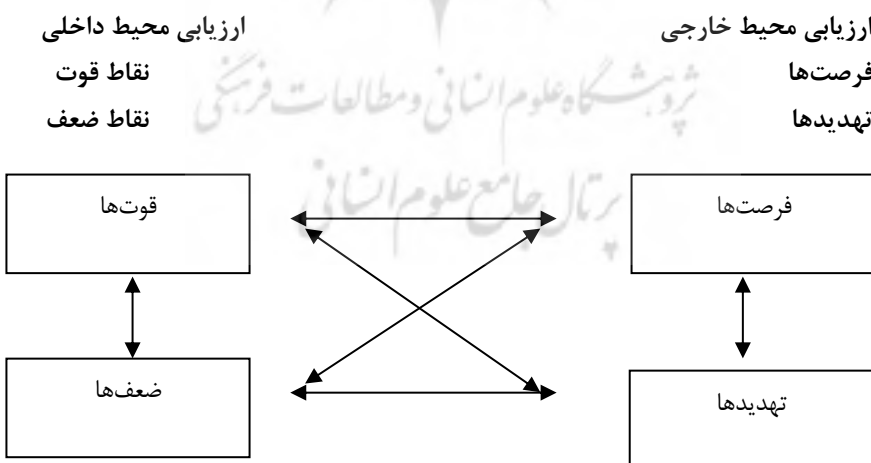 ارزیابی محیط خارجی
ارزیابی محیط داخلی
فرصت‌ها
نقاط قوت
تهدیدها
نقاط ضعف
پژوهشگاه علوم انسانی و مطالعات فرهنگی
پرتال جامع علوم انسانی
فرصت‌ها
قوت‌ها
تهدیدها
ضعف‌ها